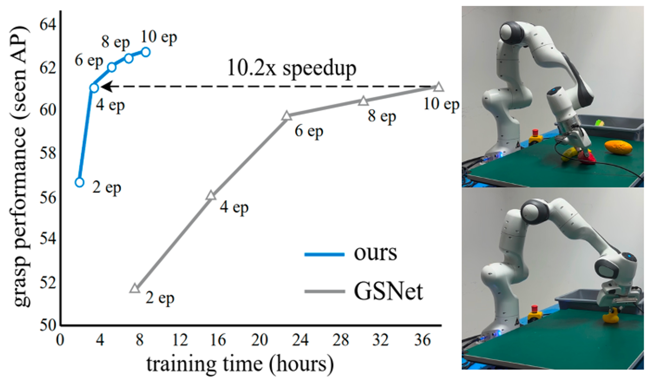 64
62
60
58
56
54
52
50
0
4
8
12
16
20
24
28
32
36
grasp performance (seen AP)
training time (hours)
2 ep
4 ep
6 ep
8 ep
10 ep
10.2x speedup
2 ep
4 ep
6 ep
8 ep
10 ep
ours
GSNet